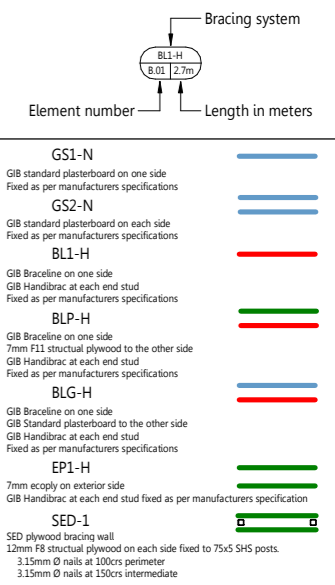 Bracing system
BL1-H
B.01 2.7m
Element number
Length in meters
GS1-N
GIB standard plasterboard on one side
Fixed as per manufacturers specifications
GS2-N
GIB standard plasterboard on each side
Fixed as per manufacturers specifications
BL1-H
GIB Braceline on one side
GIB Handibrac at each end stud
Fixed as per manufacturers specifications
BLP-H
GIB Braceline on one side
7mm F11 structual plywood to the other side
GIB Handibrac at each end stud
Fixed as per manufacturers specifications
BLG-H
GIB Braceline on one side
GIB Standard plasterboard to the other side
GIB Handibrac at each end stud
Fixed as per manufacturers specifications
EP1-H
7mm ecoply on exterior side
GIB Handibrac at each end stud fixed as per manufacturers specification
SED-1
SED plywood bracing wall
12mm F8 structual plywood on each side fixed to 75x5 SHS posts.
3.15mm Ø nails at 100crs perimeter
3.15mm Ø nails at 150crs intermediate